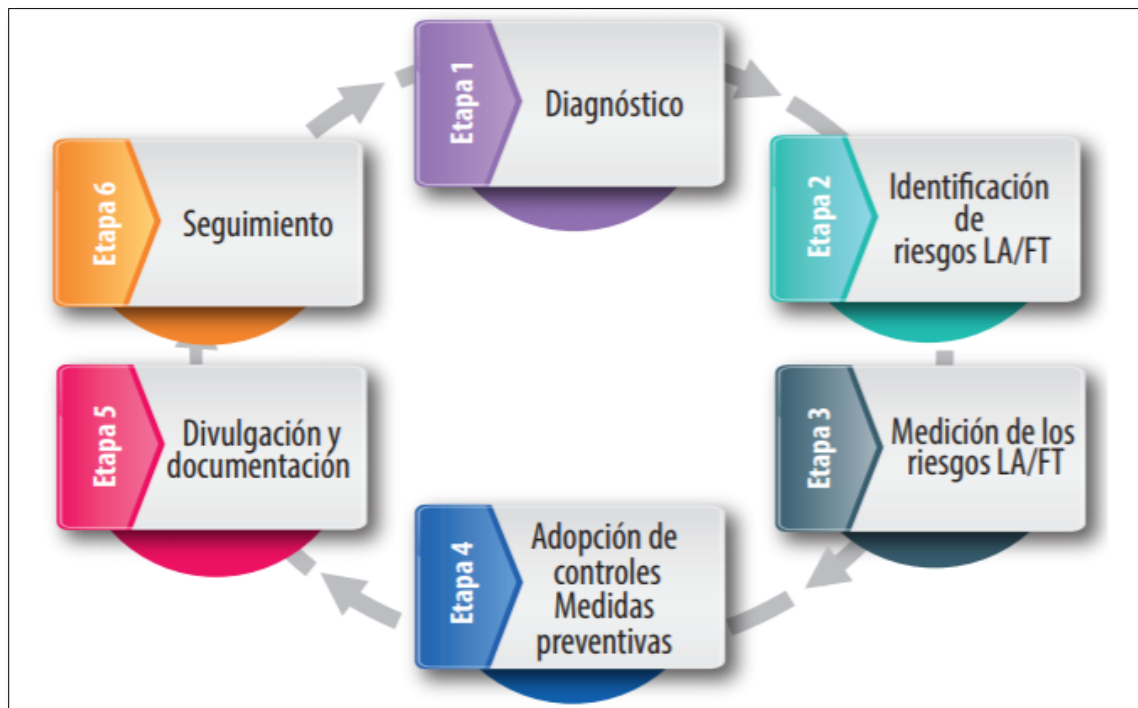 Etapa 1
Diagnóstico
Etapa 2
Identificación
de
riesgos LA/FT
Etapa 3
Medición de los
riesgos LA/FT
Etapa 4
Adopción de
controles
Medidas
preventivas
Etapa 5
Divulgación y
documentación
Etapa 6
Seguimiento